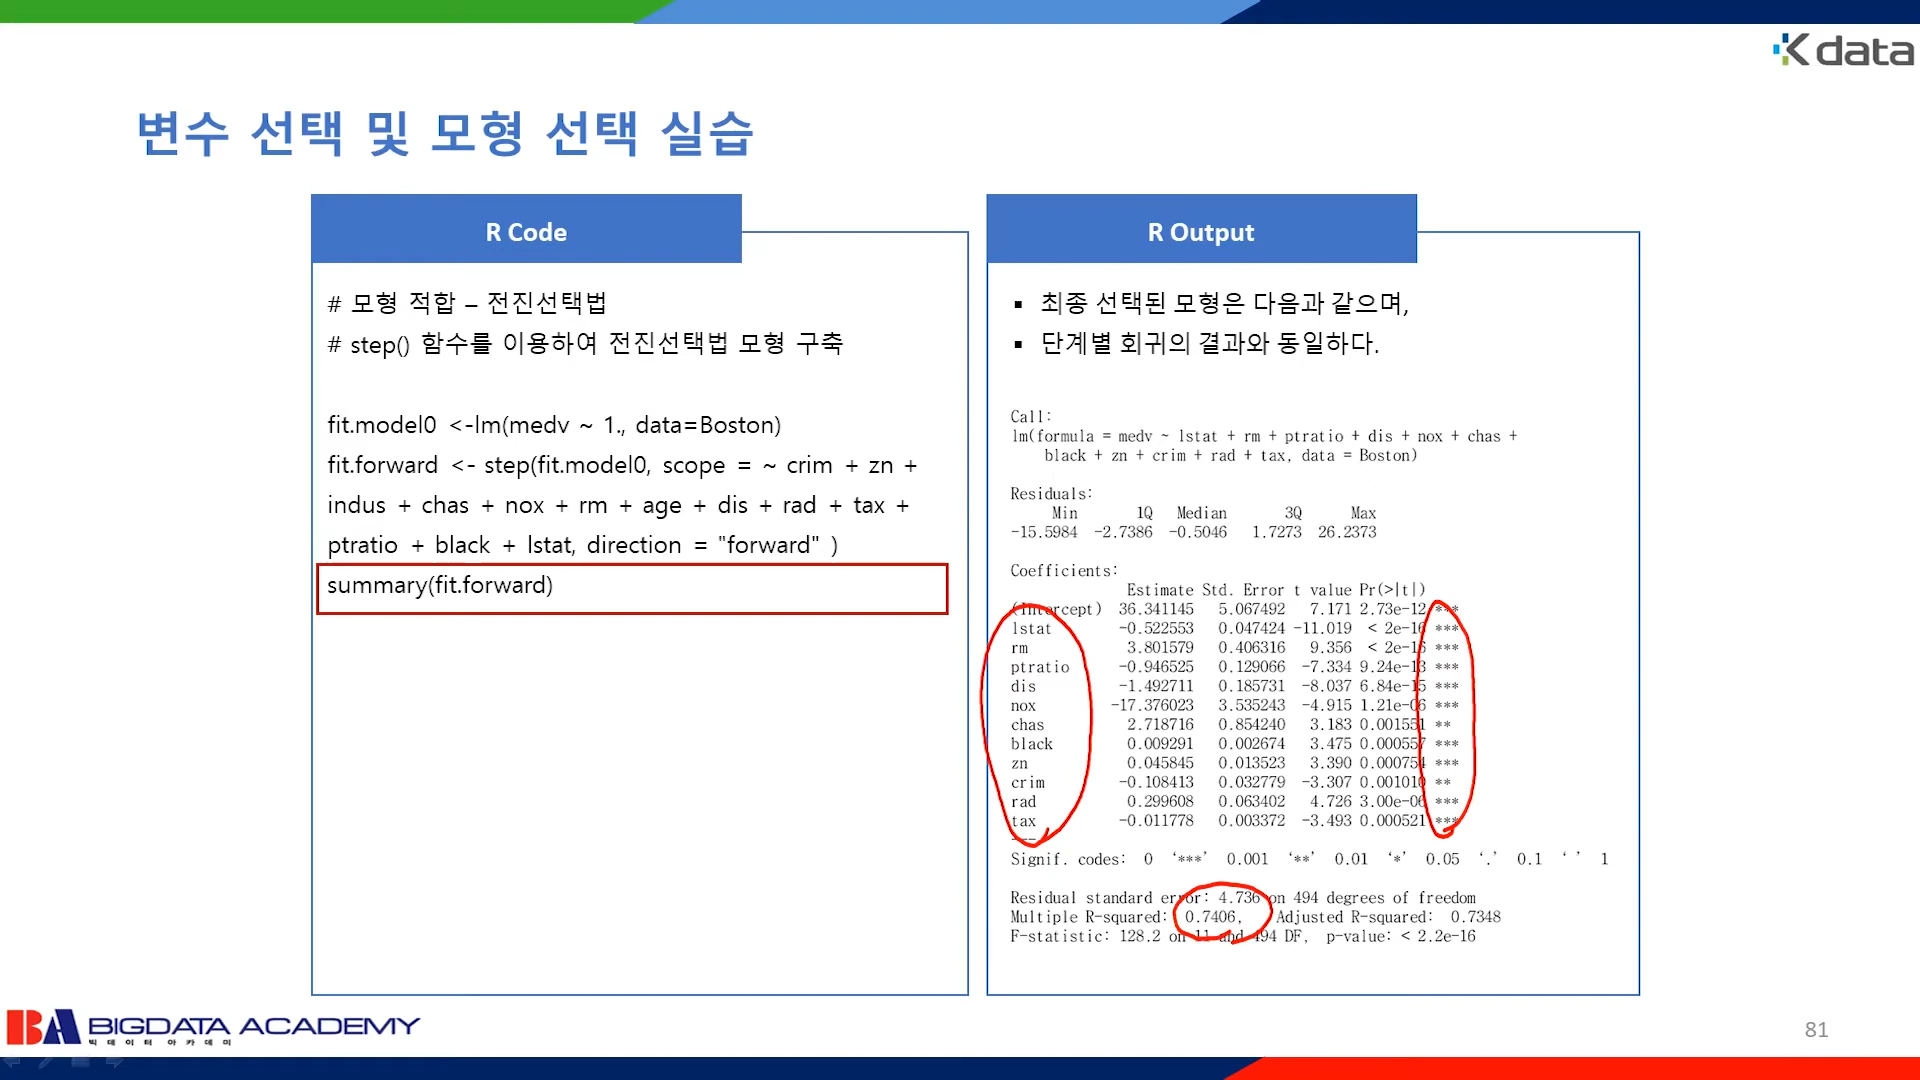 K data
변수 선택 및 모형 선택 실습
R Code
# 모형 적합 – 전진선택법
# step() 함수를 이용하여 전진선택법 모형 구축
fit.model0 <-lm(medv ~ 1., data=Boston)
fit.forward <- step(fit.model0, scope = ~ crim + zn +
indus + chas + nox + rm + age + dis + rad + tax +
ptratio + black + lstat, direction = "forward" )
summary(fit.forward)
R Output
▪ 최종 선택된 모형은 다음과 같으며,
▪ 단계별 회귀의 결과와 동일하다.
Call:
lm(formula = medv ~ lstat + rm + ptratio + dis + nox + chas +
black + zn + crim + rad + tax, data = Boston)
Residuals:
Min 1Q Median 3Q Max
-15.5984 -2.7386 -0.5046 1.7273 26.2373
Coefficients:
Estimate Std. Error t value Pr(>|t|)
(Intercept) 36.341145 5.067492 7.171 2.73e-12 ***
lstat -0.522553 0.047424 -11.019 < 2e-16 ***
rm 3.801579 0.406316 9.356 < 2e-16 ***
ptratio -0.946525 0.129066 -7.334 9.24e-13 ***
dis -1.492711 0.185731 -8.037 6.84e-15 ***
nox -17.376023 3.535243 -4.915 1.21e-06 ***
chas 2.718716 0.854240 3.183 0.001551 **
black 0.009291 0.002674 3.475 0.000557 ***
zn 0.045845 0.013523 3.390 0.000754 ***
crim -0.108413 0.032779 -3.307 0.001010 **
rad 0.299608 0.063402 4.726 3.00e-06 ***
tax -0.011778 0.003372 -3.493 0.000521 ***
---
Signif. codes: 0 ‘***’ 0.001 ‘**’ 0.01 ‘*’ 0.05 ‘.’ 0.1 ‘ ’ 1
Residual standard error: 4.736 on 494 degrees of freedom
Multiple R-squared: 0.7406, Adjusted R-squared: 0.7348
F-statistic: 128.2 on 11 and 494 DF, p-value: < 2.2e-16
BA BIGDATA ACADEMY
빅데이터 아카데미
81